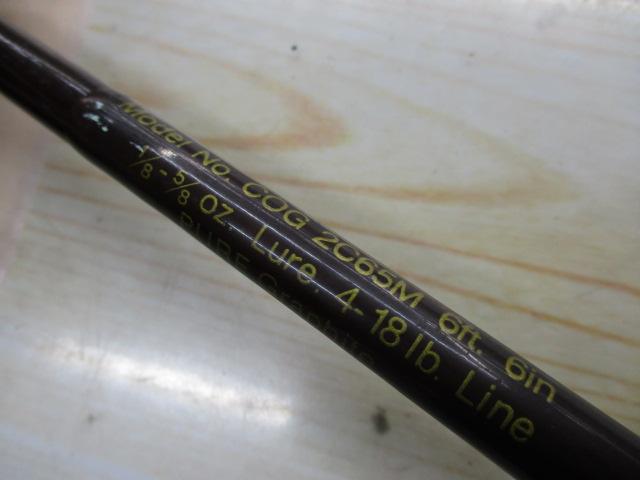 Model No. COG 2C65M 6ft. 6in
1/8-5/8 oz Lure. 4-18 lb. Line
PURE Graphite